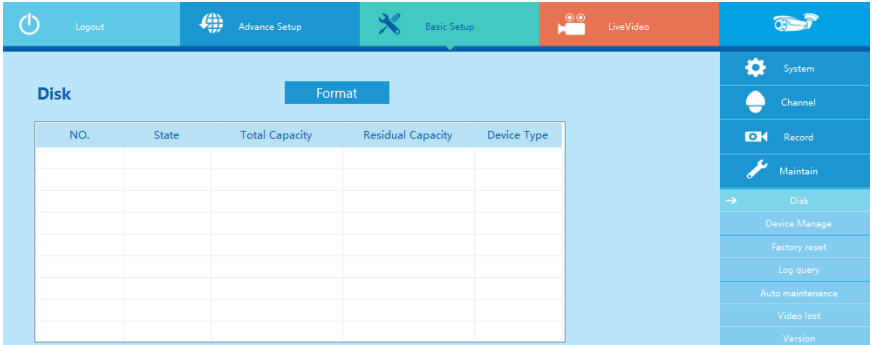 Logout
Advance Setup
Basic Setup
LiveVideo
Disk
Format
NO. State Total Capacity Residual Capacity Device Type
System
Channel
Record
Maintain
Disk
Device Manage
Factory reset
Log query
Auto maintenance
Video lost
Version